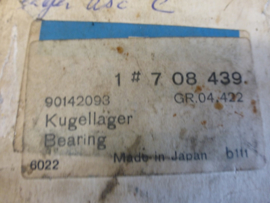 1 # 7 08 439.
90142093 GR.04.422
Kugellager
Bearing
6022 Made in Japan